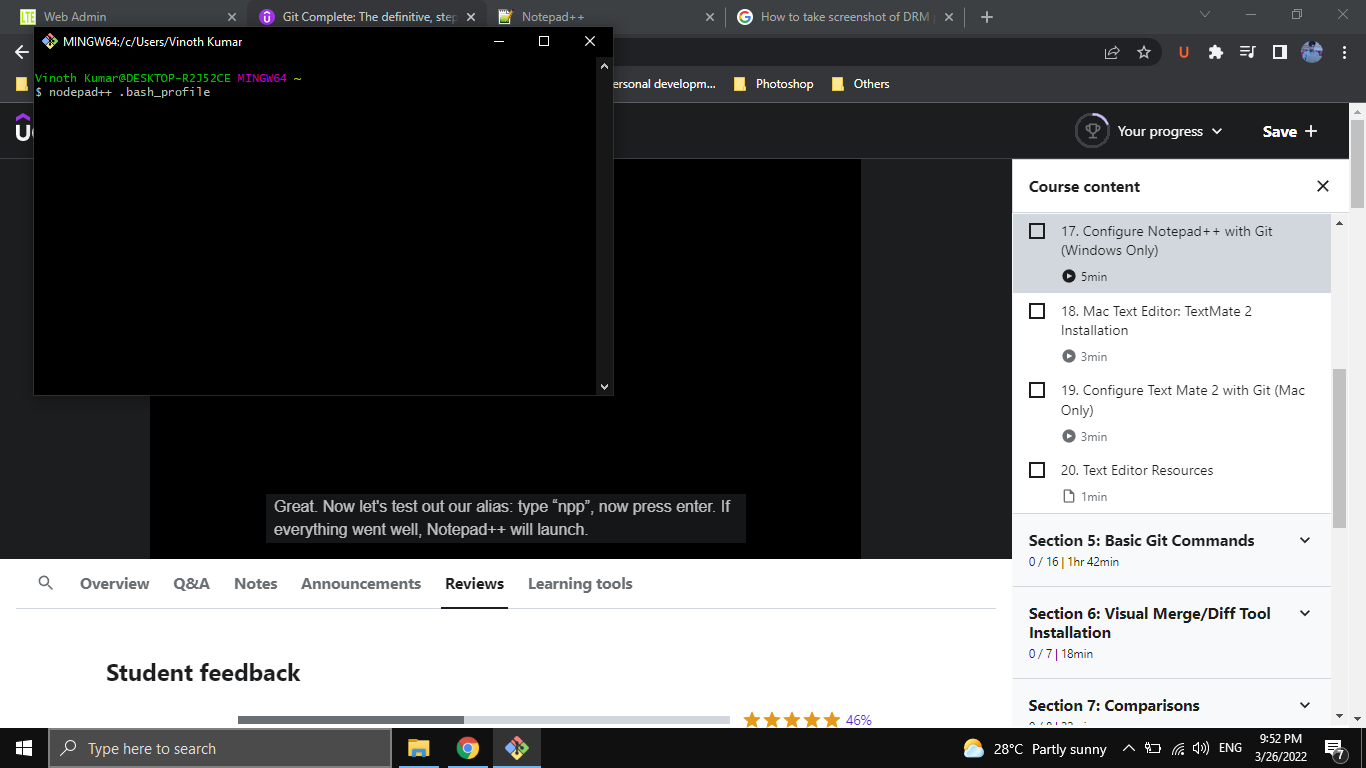 Web Admin
Git Complete: The definitive, step
Notepad++
How to take screenshot of DRM
MINGW64:/c/Users/Vinoth Kumar
Vinoth Kumar@DESKTOP-R2J52CE MINGW64 ~
$ nodepad++ .bash_profile
ersonal developm...
Photoshop
Others
Your progress
Save +
Course content
17. Configure Notepad++ with Git
(Windows Only)
5min
18. Mac Text Editor: TextMate 2
Installation
3min
19. Configure Text Mate 2 with Git (Mac
Only)
3min
20. Text Editor Resources
1min
Section 5: Basic Git Commands
0 / 16 | 1hr 42min
Section 6: Visual Merge/Diff Tool
Installation
0 / 7 | 18min
Section 7: Comparisons
Great. Now let's test out our alias: type “npp”, now press enter. If
everything went well, Notepad++ will launch.
Overview
Q&A
Notes
Announcements
Reviews
Learning tools
Student feedback
46%
Type here to search
28°C Partly sunny
ENG
9:52 PM
3/26/2022
7